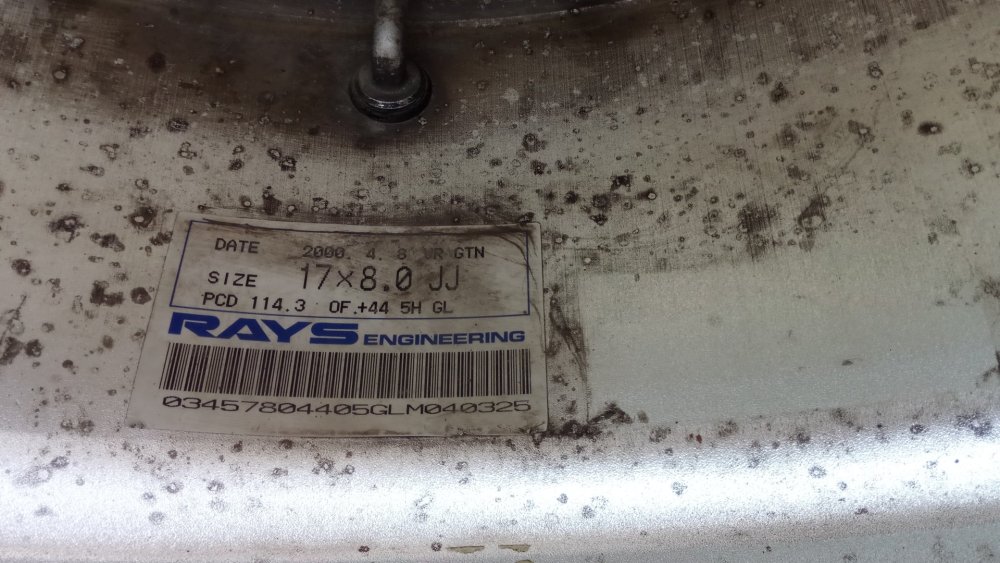 DATE 2000. 4. 8 VR GTN
SIZE 17×8.0 JJ
PCD 114.3 OF.+44 5H GL
RAYS ENGINEERING
03457804405GLM040325